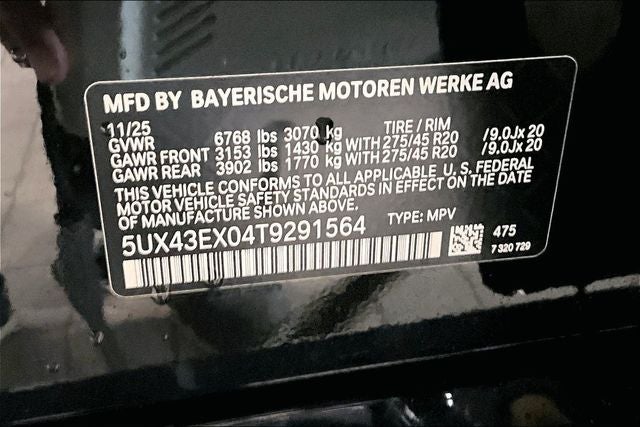 MFD BY BAYERISCHE MOTOREN WERKE AG
11/25
GVWR 6768 lbs 3070 kg TIRE / RIM
GAWR FRONT 3153 lbs 1430 kg WITH 275/45 R20 /9.0Jx 20
GAWR REAR 3902 lbs 1770 kg WITH 275/45 R20 /9.0Jx 20
THIS VEHICLE CONFORMS TO ALL APPLICABLE U.S. FEDERAL
MOTOR VEHICLE SAFETY STANDARDS IN EFFECT ON THE DATE
OF MANUFACTURE SHOWN ABOVE.
5UX43EX04T9291564 TYPE: MPV
475
7 320 729